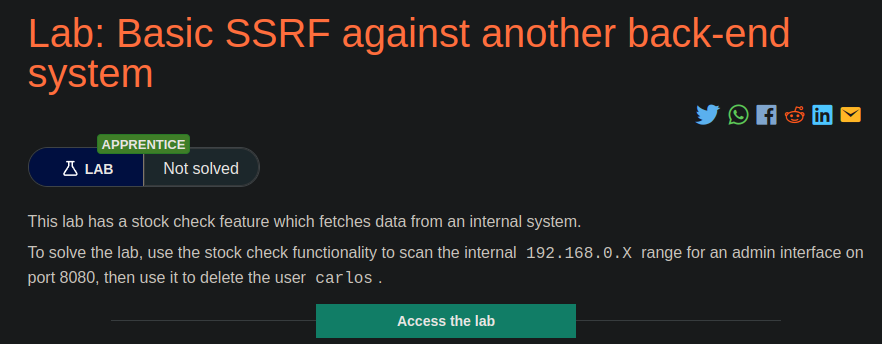 Lab: Basic SSRF against another back-end
system
APPRENTICE
LAB
Not solved
This lab has a stock check feature which fetches data from an internal system.
To solve the lab, use the stock check functionality to scan the internal 192.168.0.X range for an admin interface on
port 8080, then use it to delete the user carlos .
Access the lab